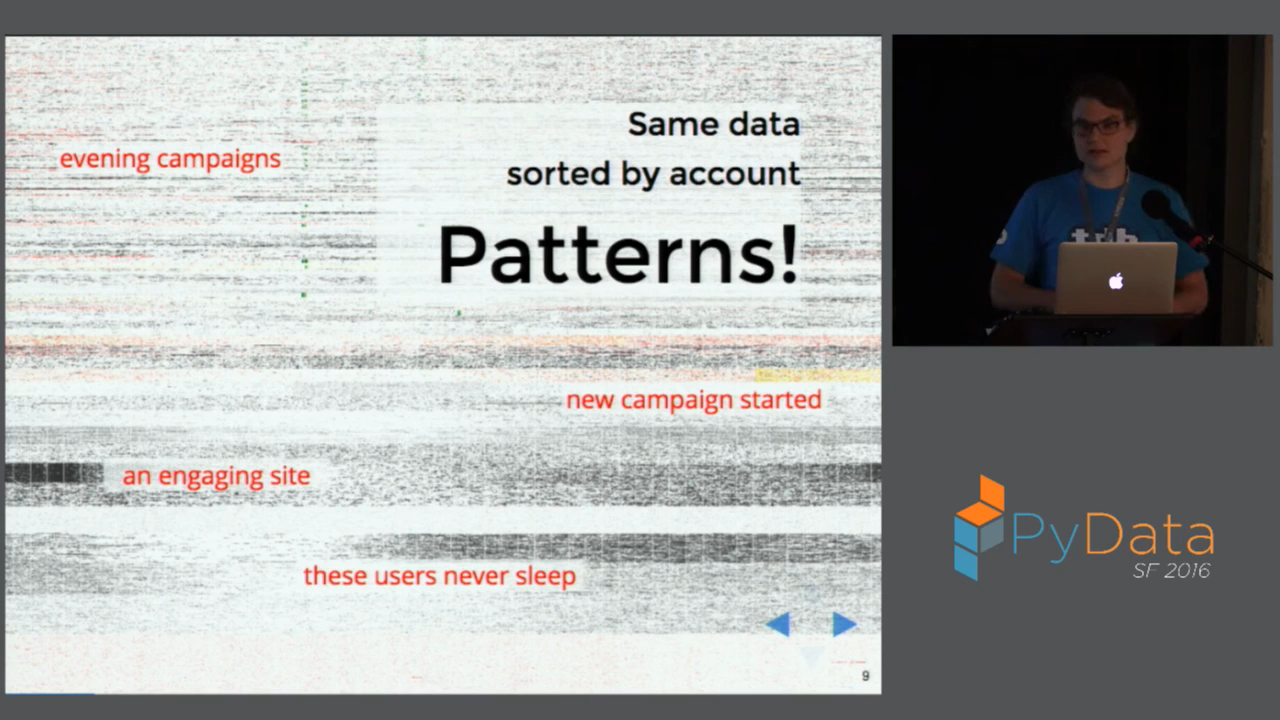 Same data
sorted by account
Patterns!
evening campaigns
new campaign started
an engaging site
these users never sleep
9
PyData
SF 2016